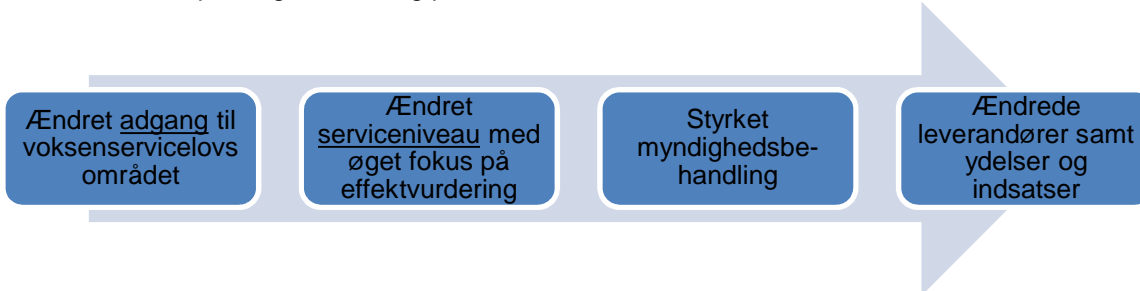 Ændret adgang til
voksenservicelovs
området
Ændret
serviceniveau med
øget fokus på
effektvurdering
Styrket
myndighedsbe-
handling
Ændrede
leverandører samt
ydelser og
indsatser